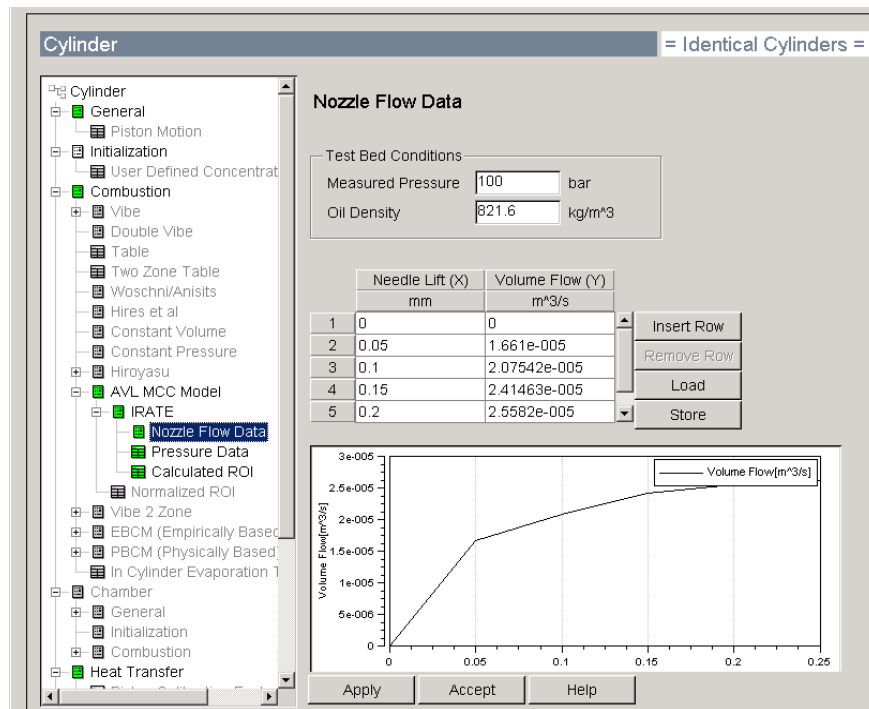 Cylinder
= Identical Cylinders =
Cylinder
General
Piston Motion
Initialization
User Defined Concentrat
Combustion
Vibe
Double Vibe
Table
Two Zone Table
Woschni/Anisits
Hires et al
Constant Volume
Constant Pressure
Hiroyasu
AVL MCC Model
IRATE
Nozzle Flow Data
Pressure Data
Calculated ROI
Normalized ROI
Vibe 2 Zone
EBCM (Empirically Based
PBCM (Physically Based)
In Cylinder Evaporation T
Chamber
General
Initialization
Combustion
Heat Transfer
Nozzle Flow Data
Test Bed Conditions
Measured Pressure 100 bar
Oil Density 821.6 kg/m^3
Needle Lift (X) Volume Flow (Y)
mm m^3/s
1 0 0
2 0.05 1.661e-005
3 0.1 2.07542e-005
4 0.15 2.41463e-005
5 0.2 2.5582e-005
Insert Row
Remove Row
Load
Store
Volume Flow[m^3/s]
Volume Flow[m^3/s]
3e-005
2.5e-005
2e-005
1.5e-005
1e-005
5e-006
0
0 0.05 0.1 0.15 0.2 0.25
Apply Accept Help